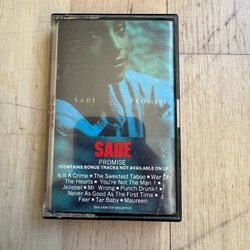 SADE PROMISE
SADE
PROMISE
†CONTAINS BONUS TRACKS NOT AVAILABLE ON LP
Is It A Crime • The Sweetest Taboo • War Of
The Hearts • You're Not The Man † •
Jezebel • Mr. Wrong • Punch Drunk† •
Never As Good As The First Time •
Fear • Tar Baby • Maureen